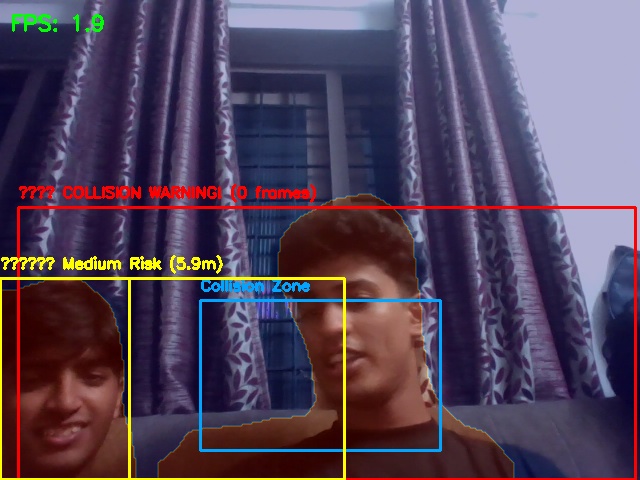 FPS: 1.9
???? COLLISION WARNING! (0 frames)
?????? Medium Risk (5.9m)
Collision Zone